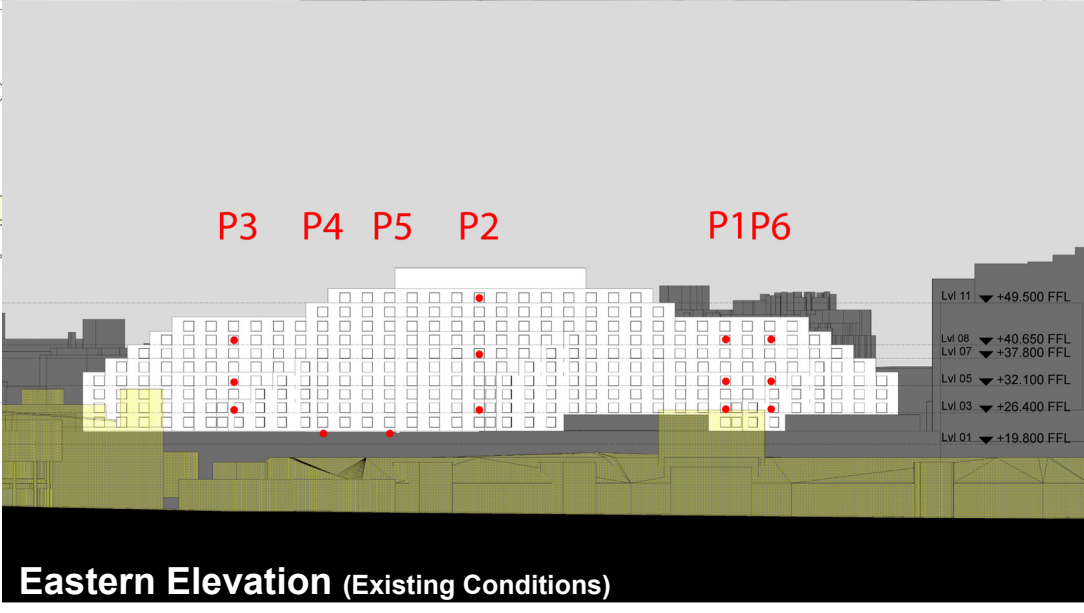 P3 P4 P5 P2 P1 P6
Lvl 11 +49.500 FFL
Lvl 08 +40.650 FFL
Lvl 07 +37.800 FFL
Lvl 05 +32.100 FFL
Lvl 03 +26.400 FFL
Lvl 01 +19.800 FFL
Eastern Elevation (Existing Conditions)